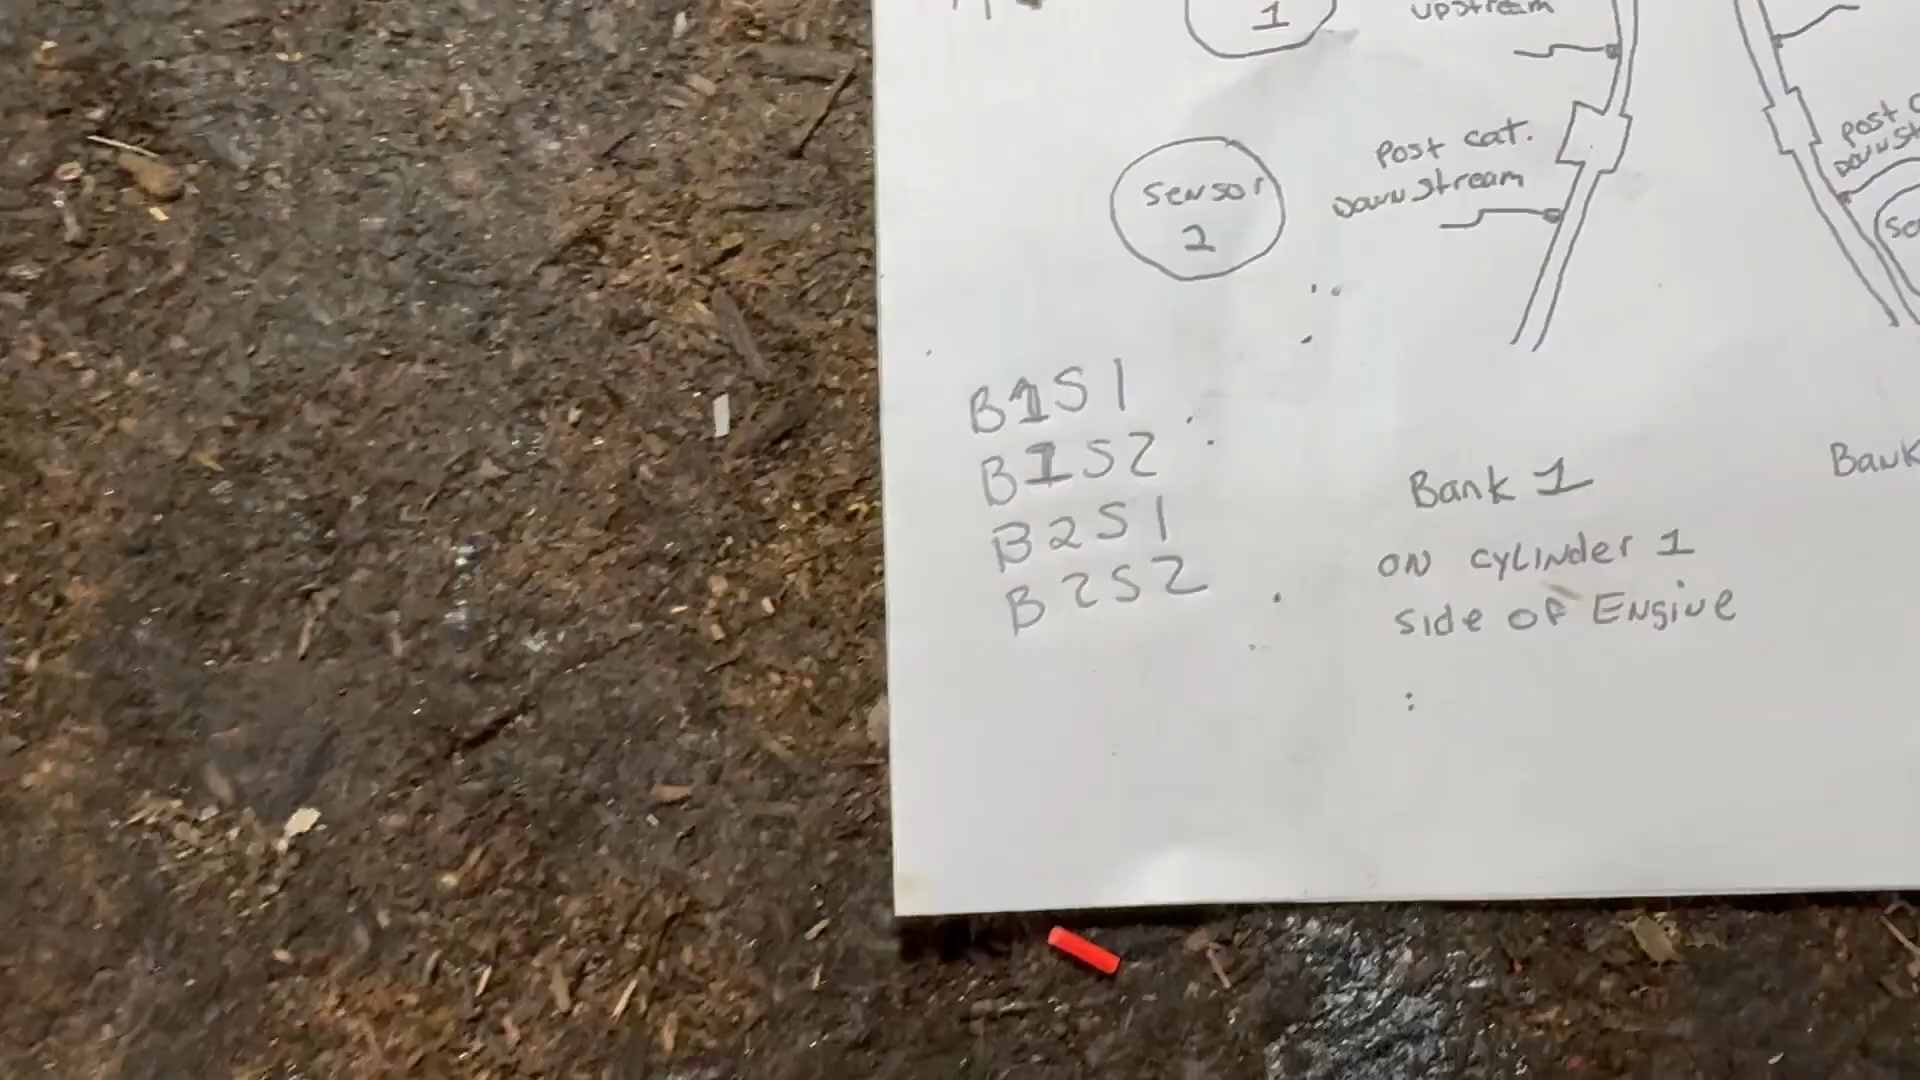 1
upstream
Post cat.
Downstream
Sensor
2
Post
B1S1
B1S2
B2S1
B2S2
Bank 1
ON cylinder 1
side of Engine
Bank